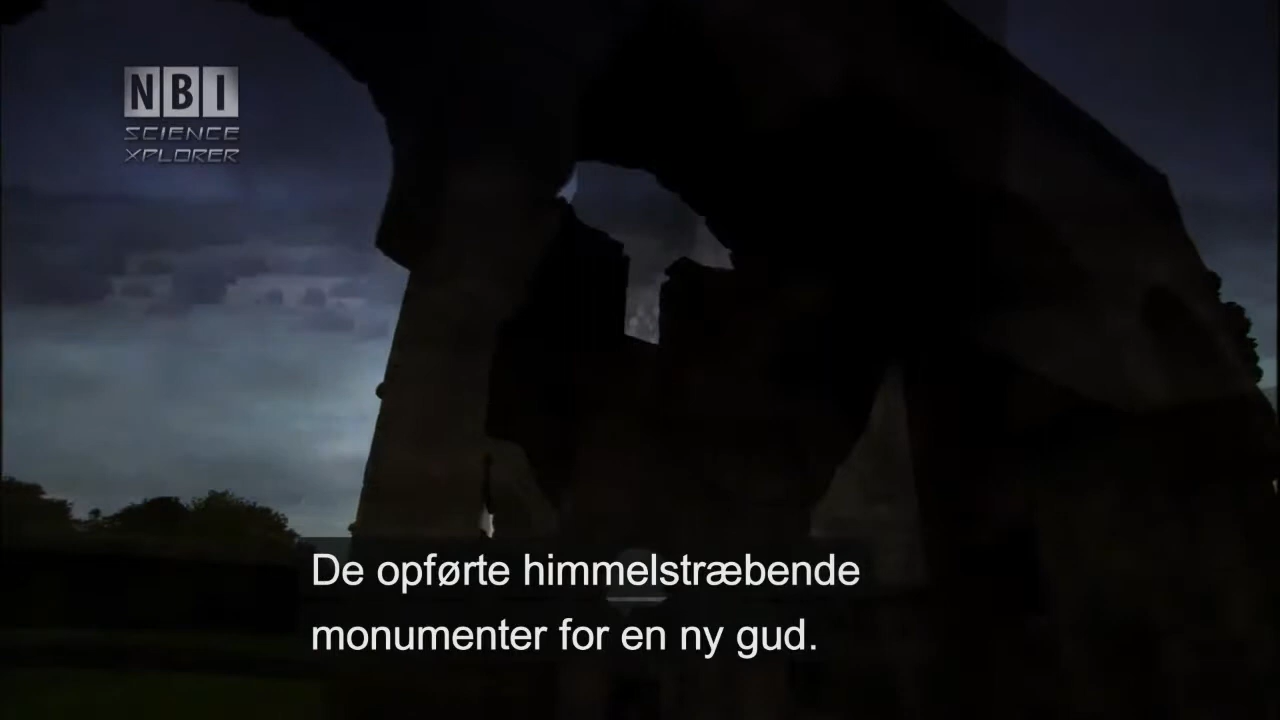 NBI
SCIENCE
XPLORER
De opførte himmelstræbende
monumenter for en ny gud.